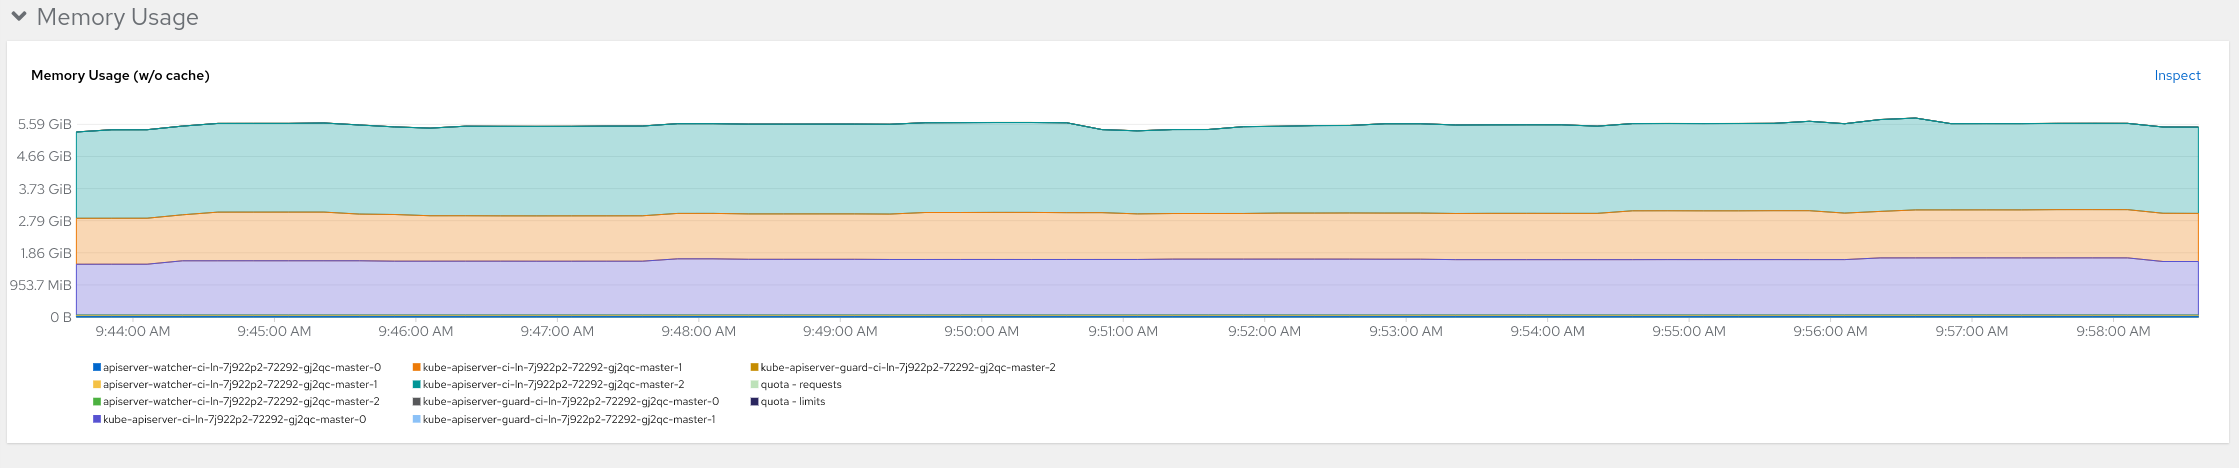 Memory Usage
Memory Usage (w/o cache)
Inspect
5.59 GiB
4.66 GiB
3.73 GiB
2.79 GiB
1.86 GiB
953.7 MiB
0 B
9:44:00 AM 9:45:00 AM 9:46:00 AM 9:47:00 AM 9:48:00 AM 9:49:00 AM 9:50:00 AM 9:51:00 AM 9:52:00 AM 9:53:00 AM 9:54:00 AM 9:55:00 AM 9:56:00 AM 9:57:00 AM 9:58:00 AM
apiserver-watcher-ci-ln-7j922p2-72292-gj2qc-master-0
apiserver-watcher-ci-ln-7j922p2-72292-gj2qc-master-1
apiserver-watcher-ci-ln-7j922p2-72292-gj2qc-master-2
kube-apiserver-ci-ln-7j922p2-72292-gj2qc-master-0
kube-apiserver-ci-ln-7j922p2-72292-gj2qc-master-1
kube-apiserver-ci-ln-7j922p2-72292-gj2qc-master-2
kube-apiserver-guard-ci-ln-7j922p2-72292-gj2qc-master-0
kube-apiserver-guard-ci-ln-7j922p2-72292-gj2qc-master-1
kube-apiserver-guard-ci-ln-7j922p2-72292-gj2qc-master-2
quota - requests
quota - limits